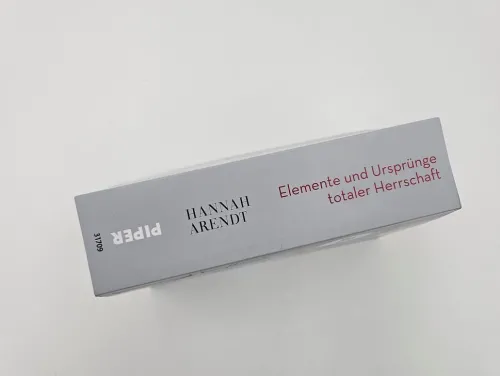 Elemente und Ursprünge
totaler Herrschaft
HANNAH
ARENDT
PIPER
31709